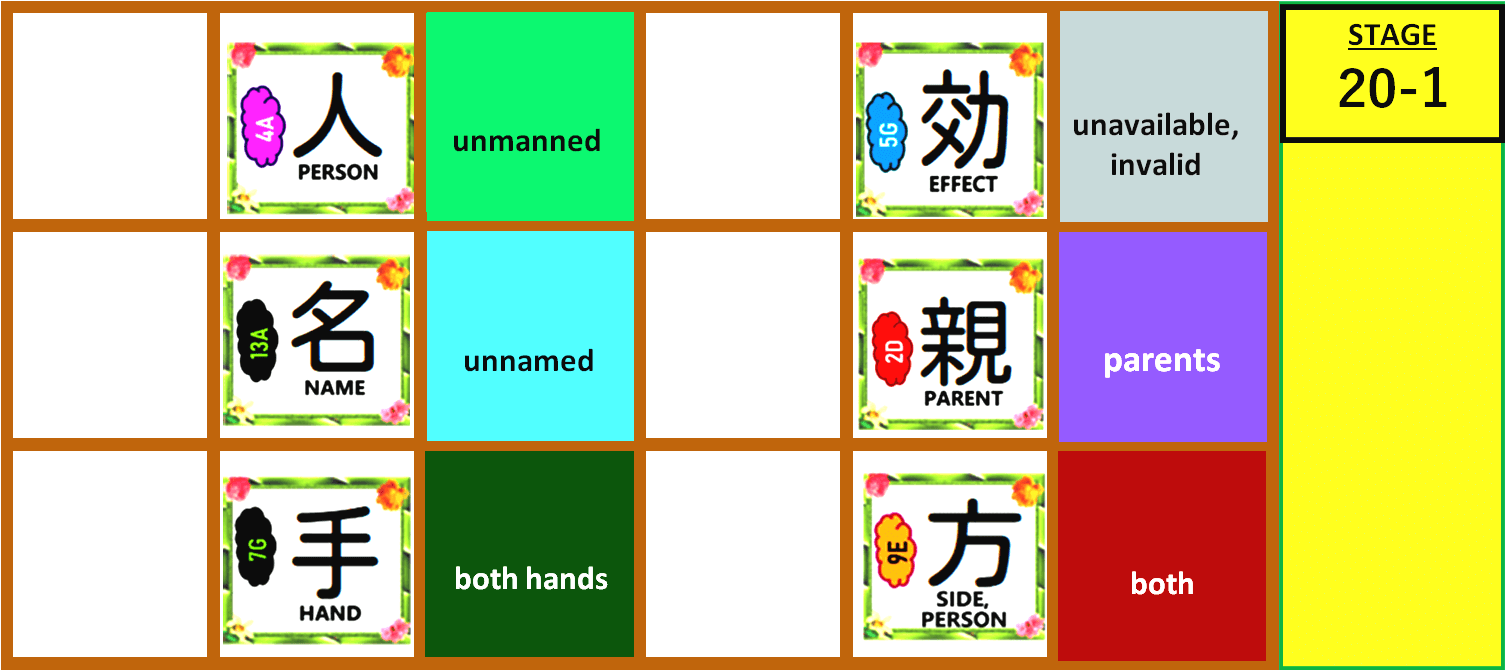 4A
人
PERSON
unmanned
5G
効
EFFECT
unavailable,
invalid
STAGE
20-1
13A
名
NAME
unnamed
2D
親
PARENT
parents
7G
手
HAND
both hands
9E
方
SIDE,
PERSON
both